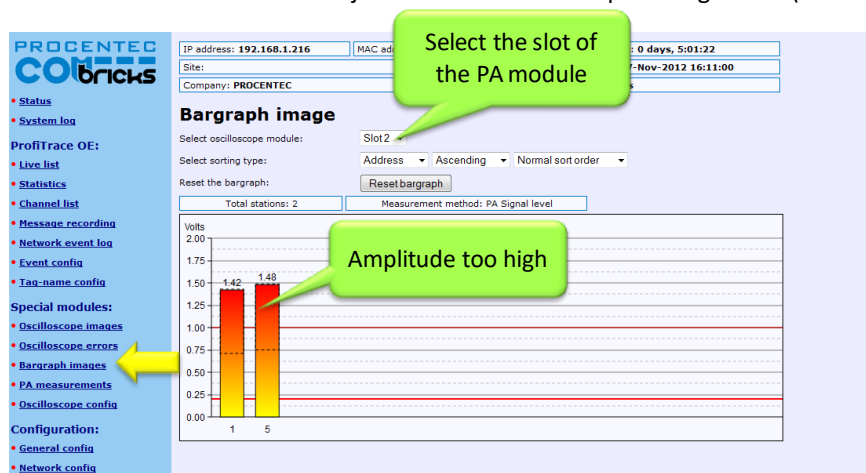 PROCENTEC
COMbricks
IP address: 192.168.1.216
MAC ad
: 0 days, 5:01:22
Site:
-Nov-2012 16:11:00
Company: PROCENTEC
Select the slot of
the PA module
• Status
• System log
ProfiTrace OE:
• Live list
• Statistics
• Channel list
• Message recording
• Network event log
• Event config
• Tag-name config
Special modules:
• Oscilloscope images
• Oscilloscope errors
• Bargraph images
• PA measurements
• Oscilloscope config
Configuration:
• General config
• Network config
Bargraph image
Select oscilloscope module: Slot2
Select sorting type: Address Ascending Normal sort order
Reset the bargraph: Reset bargraph
Total stations: 2 Measurement method: PA Signal level
Volts
2.00
1.75
1.50
1.25
1.00
0.75
0.50
0.25
0.00
1.42 1.48
Amplitude too high
1 5